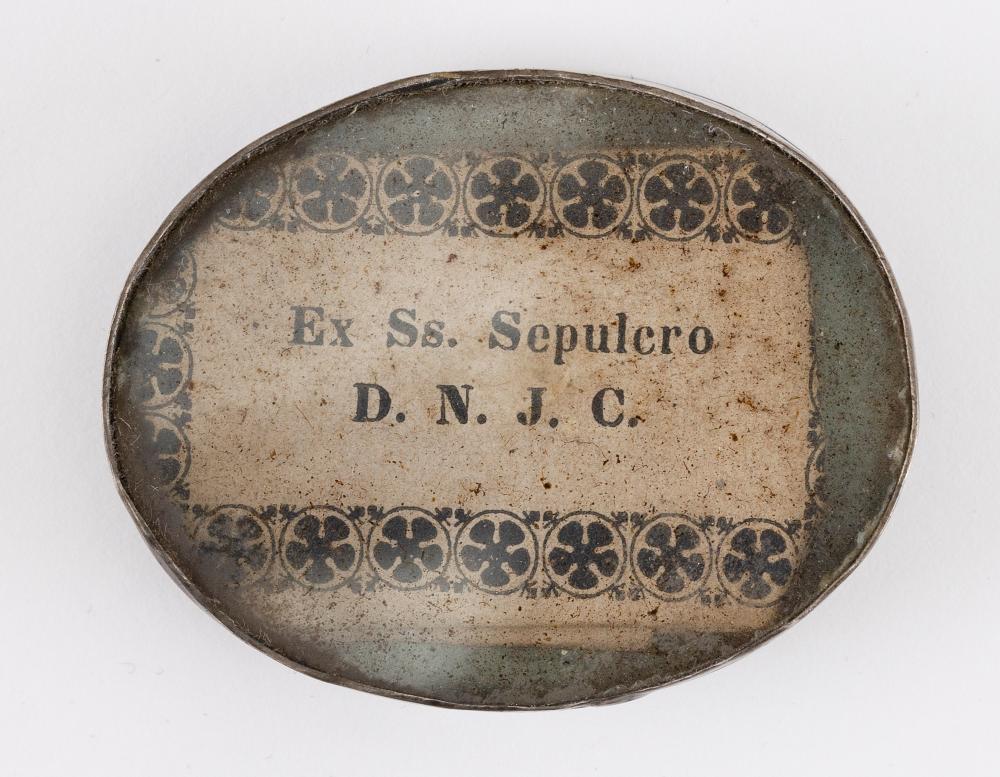 Ex Ss. Sepulcro
D. N. J. C.